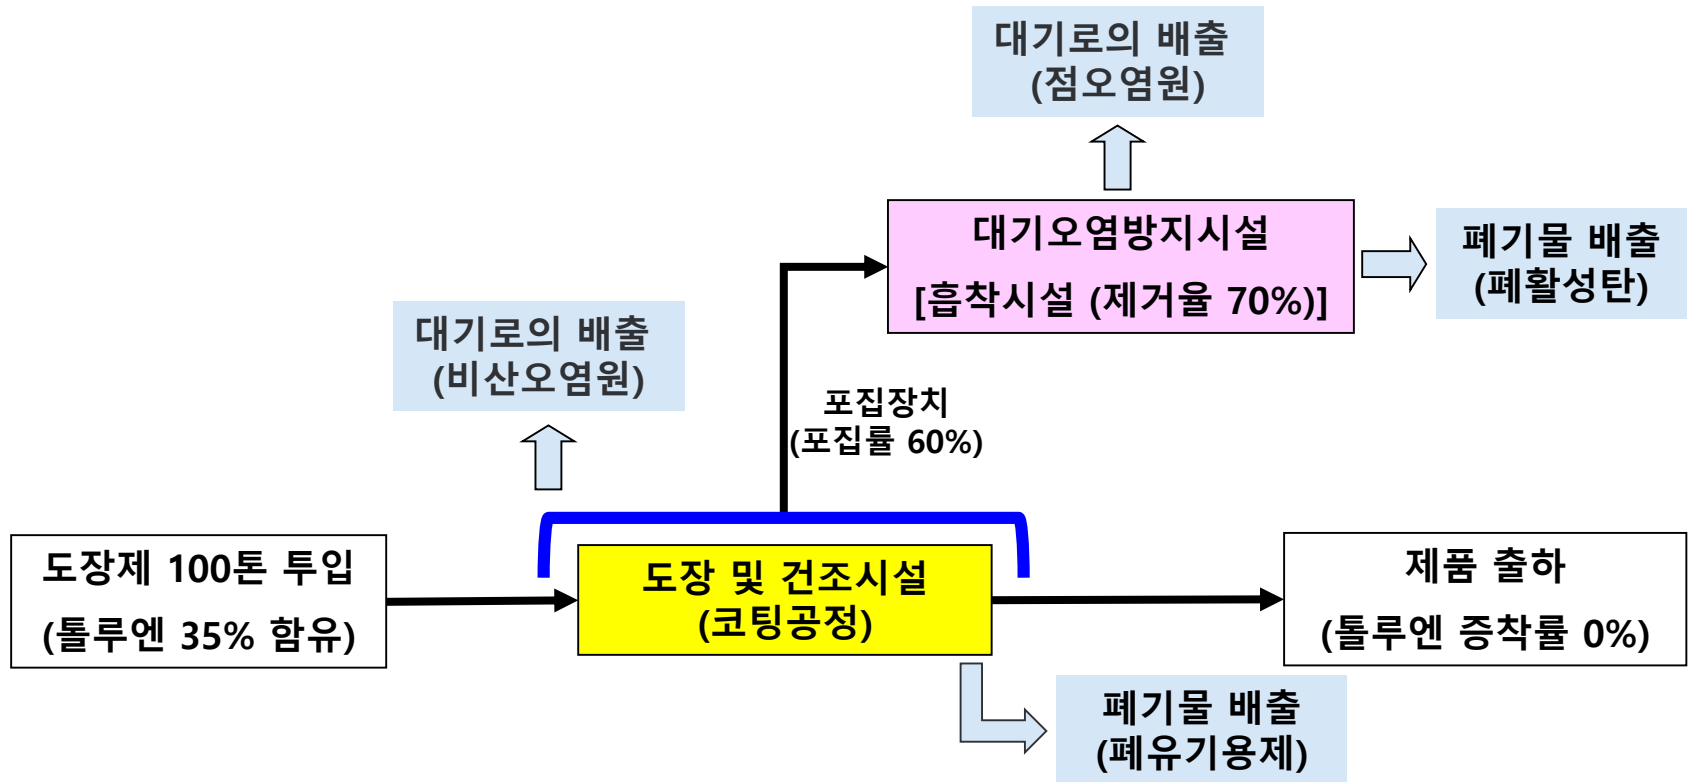 대기로의 배출
(점오염원)
대기오염방지시설
[흡착시설 (제거율 70%)]
폐기물 배출
(폐활성탄)
대기로의 배출
(비산오염원)
포집장치
(포집률 60%)
도장제 100톤 투입
(톨루엔 35% 함유)
도장 및 건조시설
(코팅공정)
제품 출하
(톨루엔 증착률 0%)
폐기물 배출
(폐유기용제)